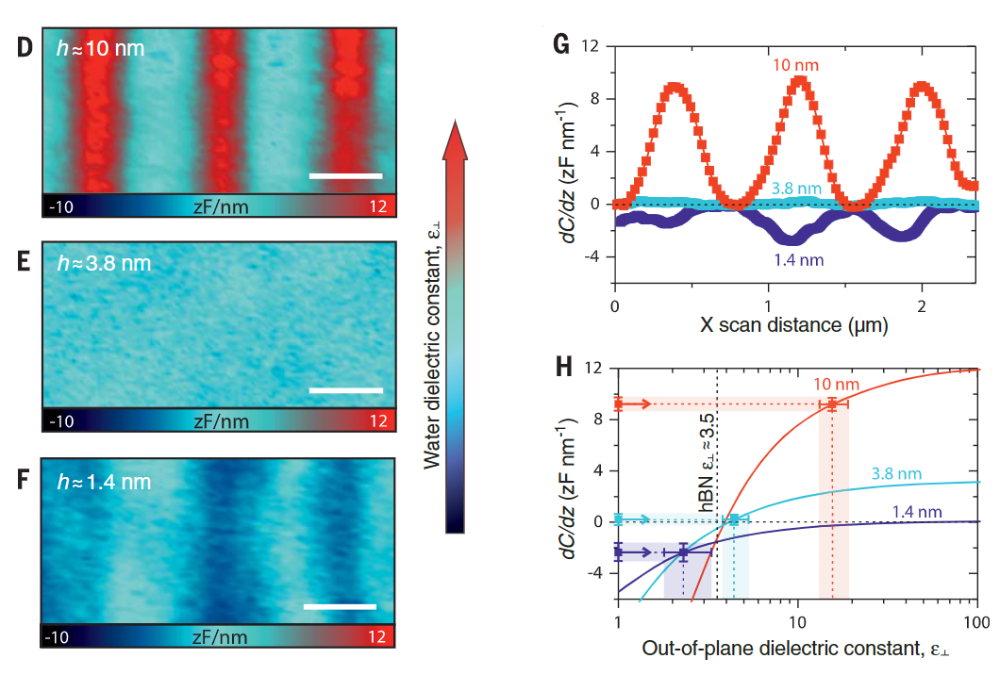 D
h ≈ 10 nm
-10 zF/nm 12
E
h ≈ 3.8 nm
-10 zF/nm 12
F
h ≈ 1.4 nm
-10 zF/nm 12
Water dielectric constant, ε⊥
G
12
8
4
0
-4
dC/dz (zF nm⁻¹)
10 nm
3.8 nm
1.4 nm
0 1 2
X scan distance (μm)
H
12
8
4
0
-4
dC/dz (zF nm⁻¹)
hBN ε⊥ ≈ 3.5
10 nm
3.8 nm
1.4 nm
1 10 100
Out-of-plane dielectric constant, ε⊥